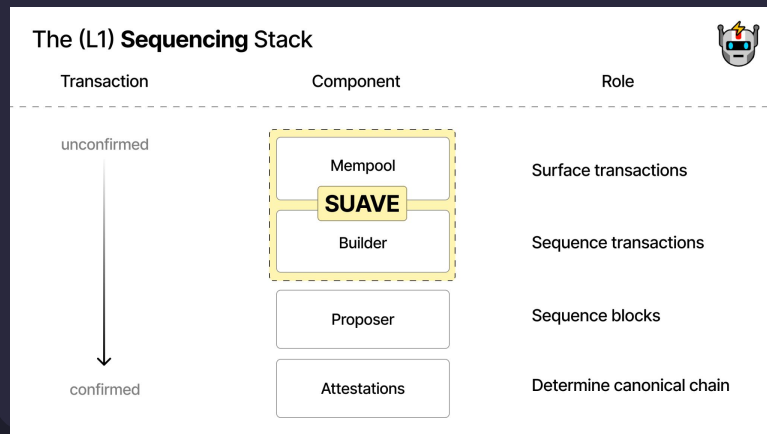 The (L1) Sequencing Stack
Transaction Component Role
unconfirmed
Mempool Surface transactions
SUAVE
Builder Sequence transactions
Proposer Sequence blocks
confirmed Attestations Determine canonical chain